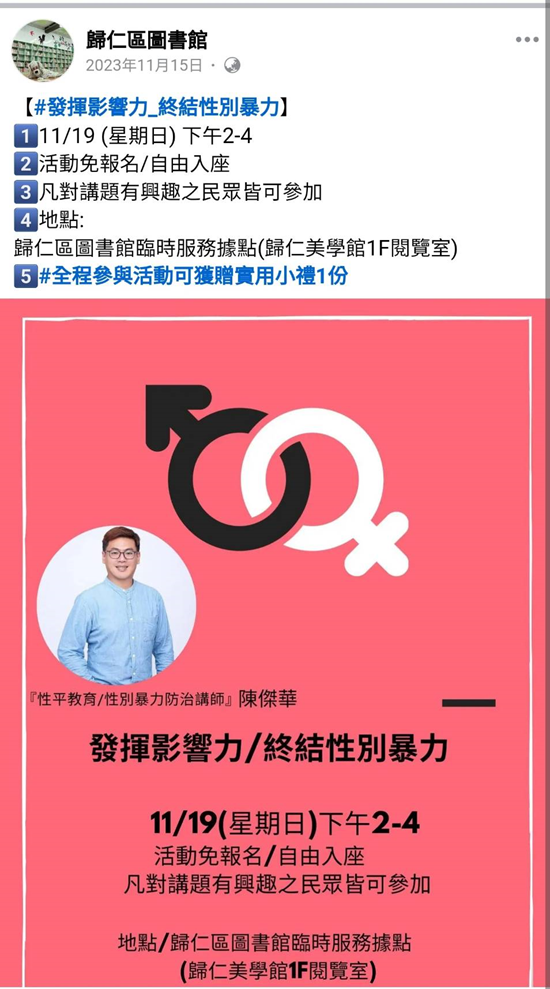 歸仁區圖書館
2023年11月15日
【#發揮影響力_終結性別暴力】
1 11/19 (星期日) 下午2-4
2 活動免報名/自由入座
3 凡對講題有興趣之民眾皆可參加
4 地點:
歸仁區圖書館臨時服務據點(歸仁美學館1F閱覽室)
5 #全程參與活動可獲贈實用小禮1份
『性平教育/性別暴力防治講師』陳傑華
發揮影響力/終結性別暴力
11/19(星期日)下午2-4
活動免報名/自由入座
凡對講題有興趣之民眾皆可參加
地點/歸仁區圖書館臨時服務據點
(歸仁美學館1F閱覽室)